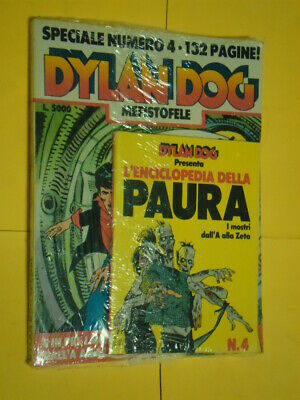 SPECIALE NUMERO 4 • 132 PAGINE!
DYLAN DOG
MEFISTOFELE
L. 5000
DYLAN DOG
Presenta
L'ENCICLOPEDIA DELLA
PAURA
I mostri
dall'A alla Zeta
N.4